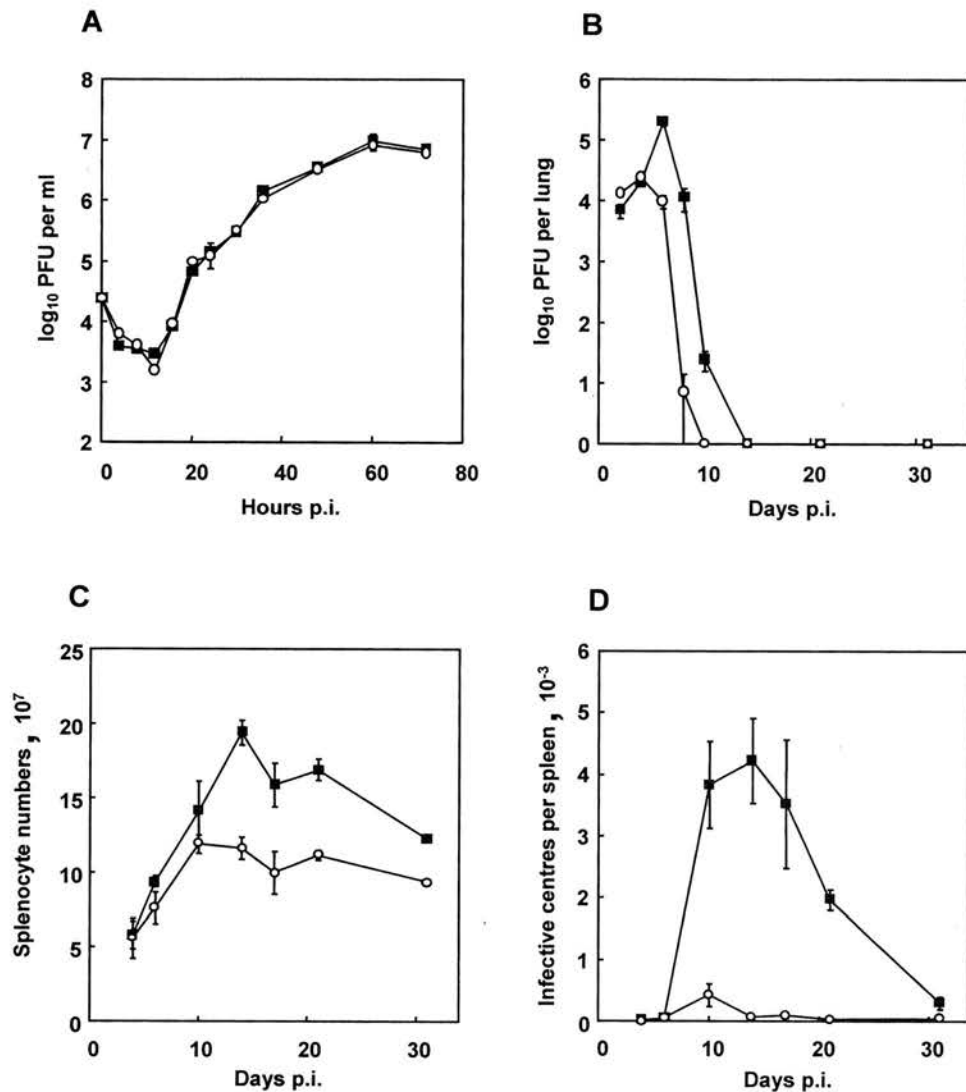 A
log₁₀ PFU per ml
8
7
6
5
4
3
2
0 20 40 60 80
Hours p.i.
B
log₁₀ PFU per lung
6
5
4
3
2
1
0
0 10 20 30
Days p.i.
C
Splenocyte numbers , 10⁷
25
20
15
10
5
0
0 10 20 30
Days p.i.
D
Infective centres per spleen , 10⁻³
6
5
4
3
2
1
0
0 10 20 30
Days p.i.